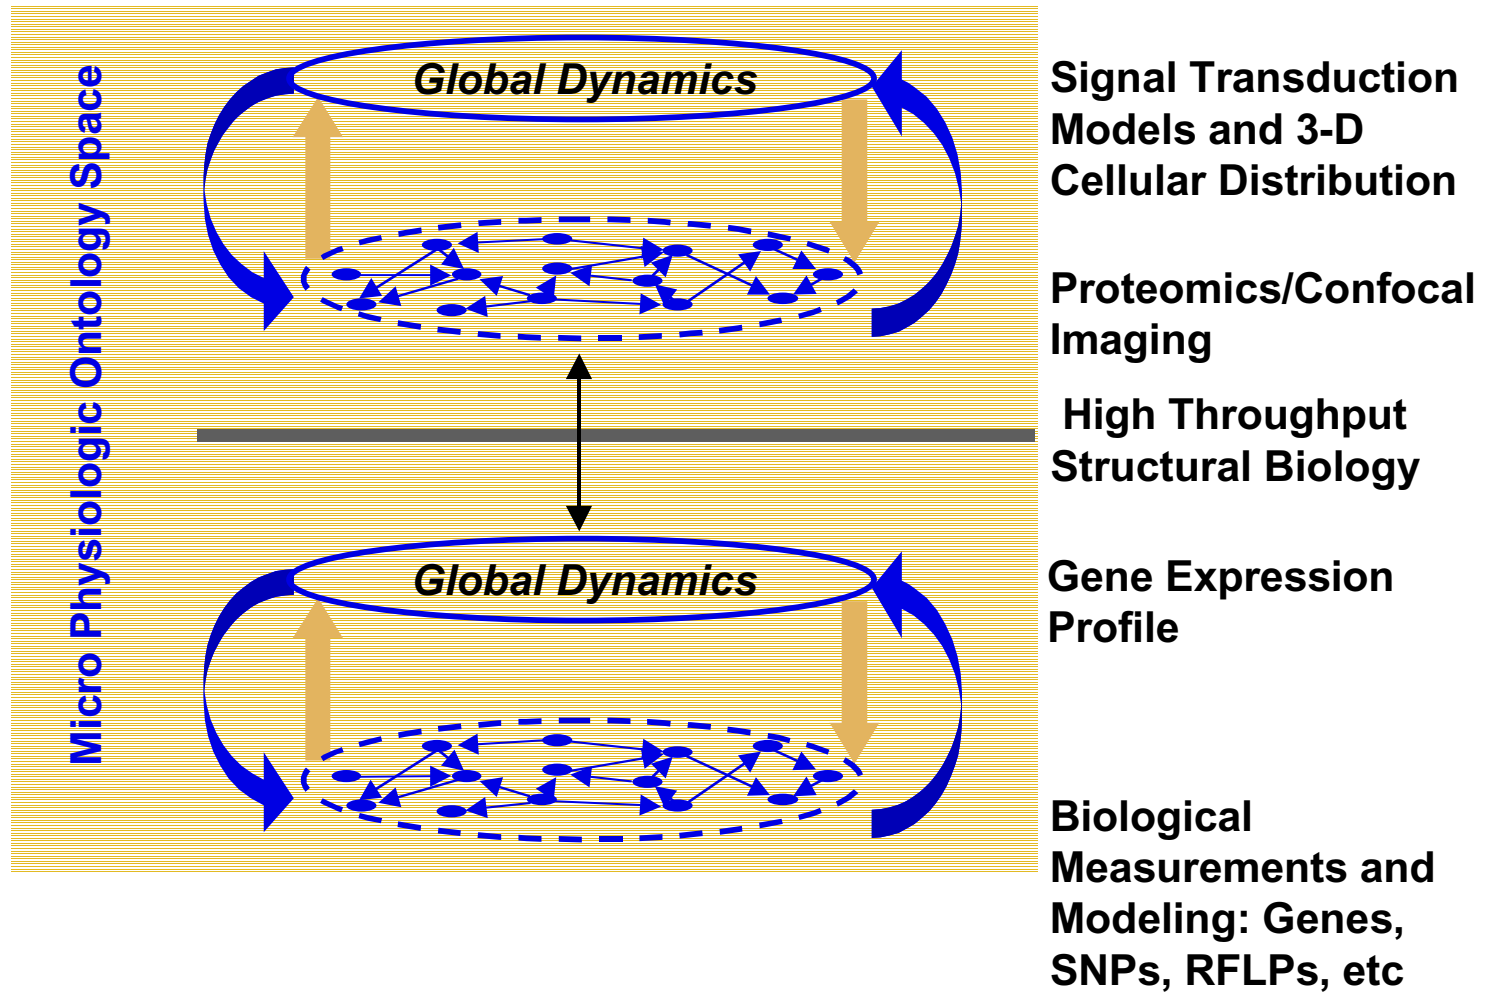 Micro Physiologic Ontology Space
Global Dynamics
Signal Transduction
Models and 3-D
Cellular Distribution
Proteomics/Confocal
Imaging
High Throughput
Structural Biology
Global Dynamics
Gene Expression
Profile
Biological
Measurements and
Modeling: Genes,
SNPs, RFLPs, etc